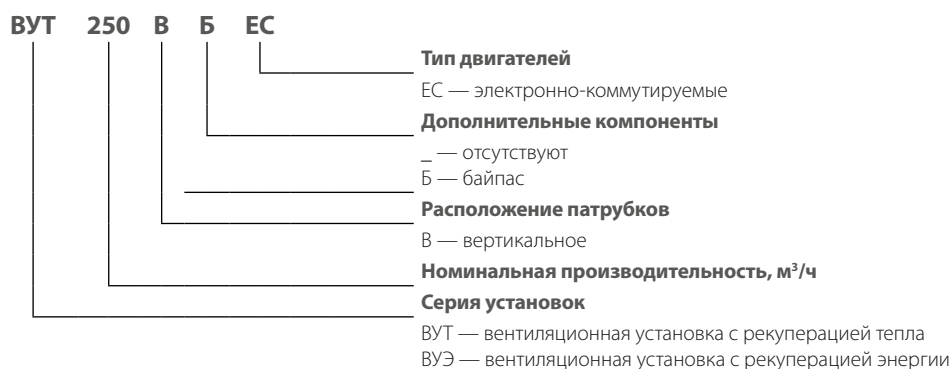 ВУТ 250 В Б ЕС
Тип двигателей
ЕС — электронно-коммутируемые
Дополнительные компоненты
_ — отсутствуют
Б — байпас
Расположение патрубков
В — вертикальное
Номинальная производительность, м³/ч
Серия установок
ВУТ — вентиляционная установка с рекуперацией тепла
ВУЭ — вентиляционная установка с рекуперацией энергии